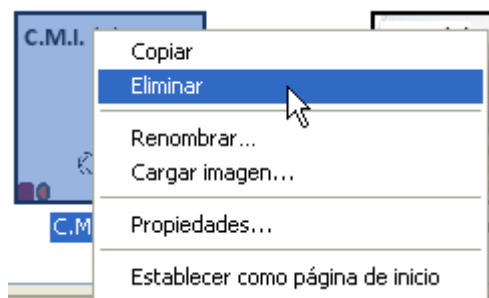 C.M.I.
Copiar
Eliminar
Renombrar...
Cargar imagen...
C.M
Propiedades...
Establecer como página de inicio